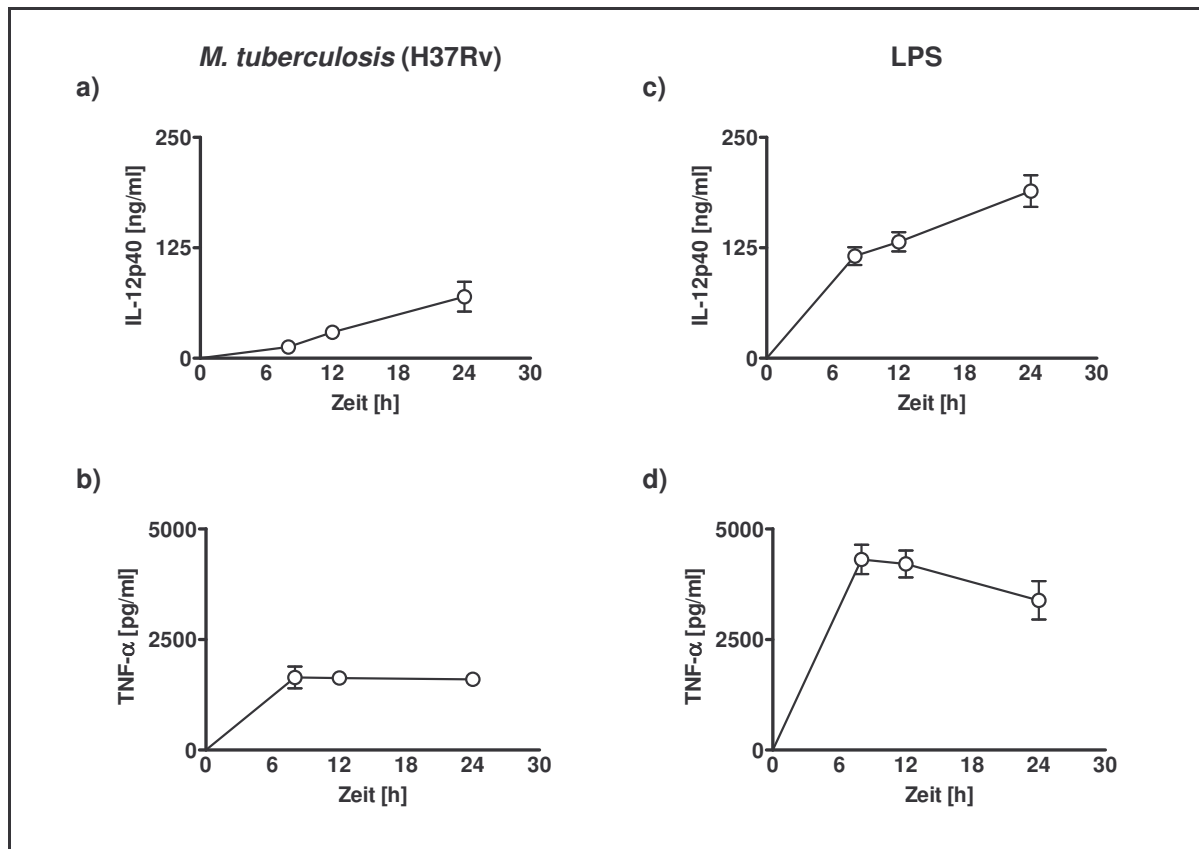 M. tuberculosis (H37Rv)
LPS
a)
IL-12p40 [ng/ml]
250
125
0
0 6 12 18 24 30
Zeit [h]
c)
IL-12p40 [ng/ml]
250
125
0
0 6 12 18 24 30
Zeit [h]
b)
TNF-α [pg/ml]
5000
2500
0
0 6 12 18 24 30
Zeit [h]
d)
TNF-α [pg/ml]
5000
2500
0
0 6 12 18 24 30
Zeit [h]